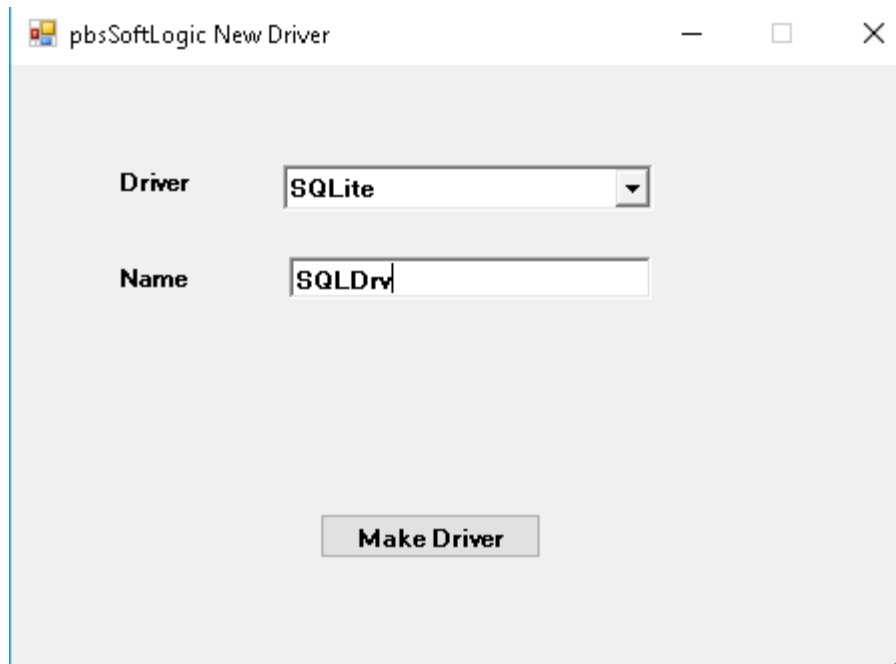 pbsSoftLogic New Driver
Driver
SQLite
Name
SQLDrv
Make Driver